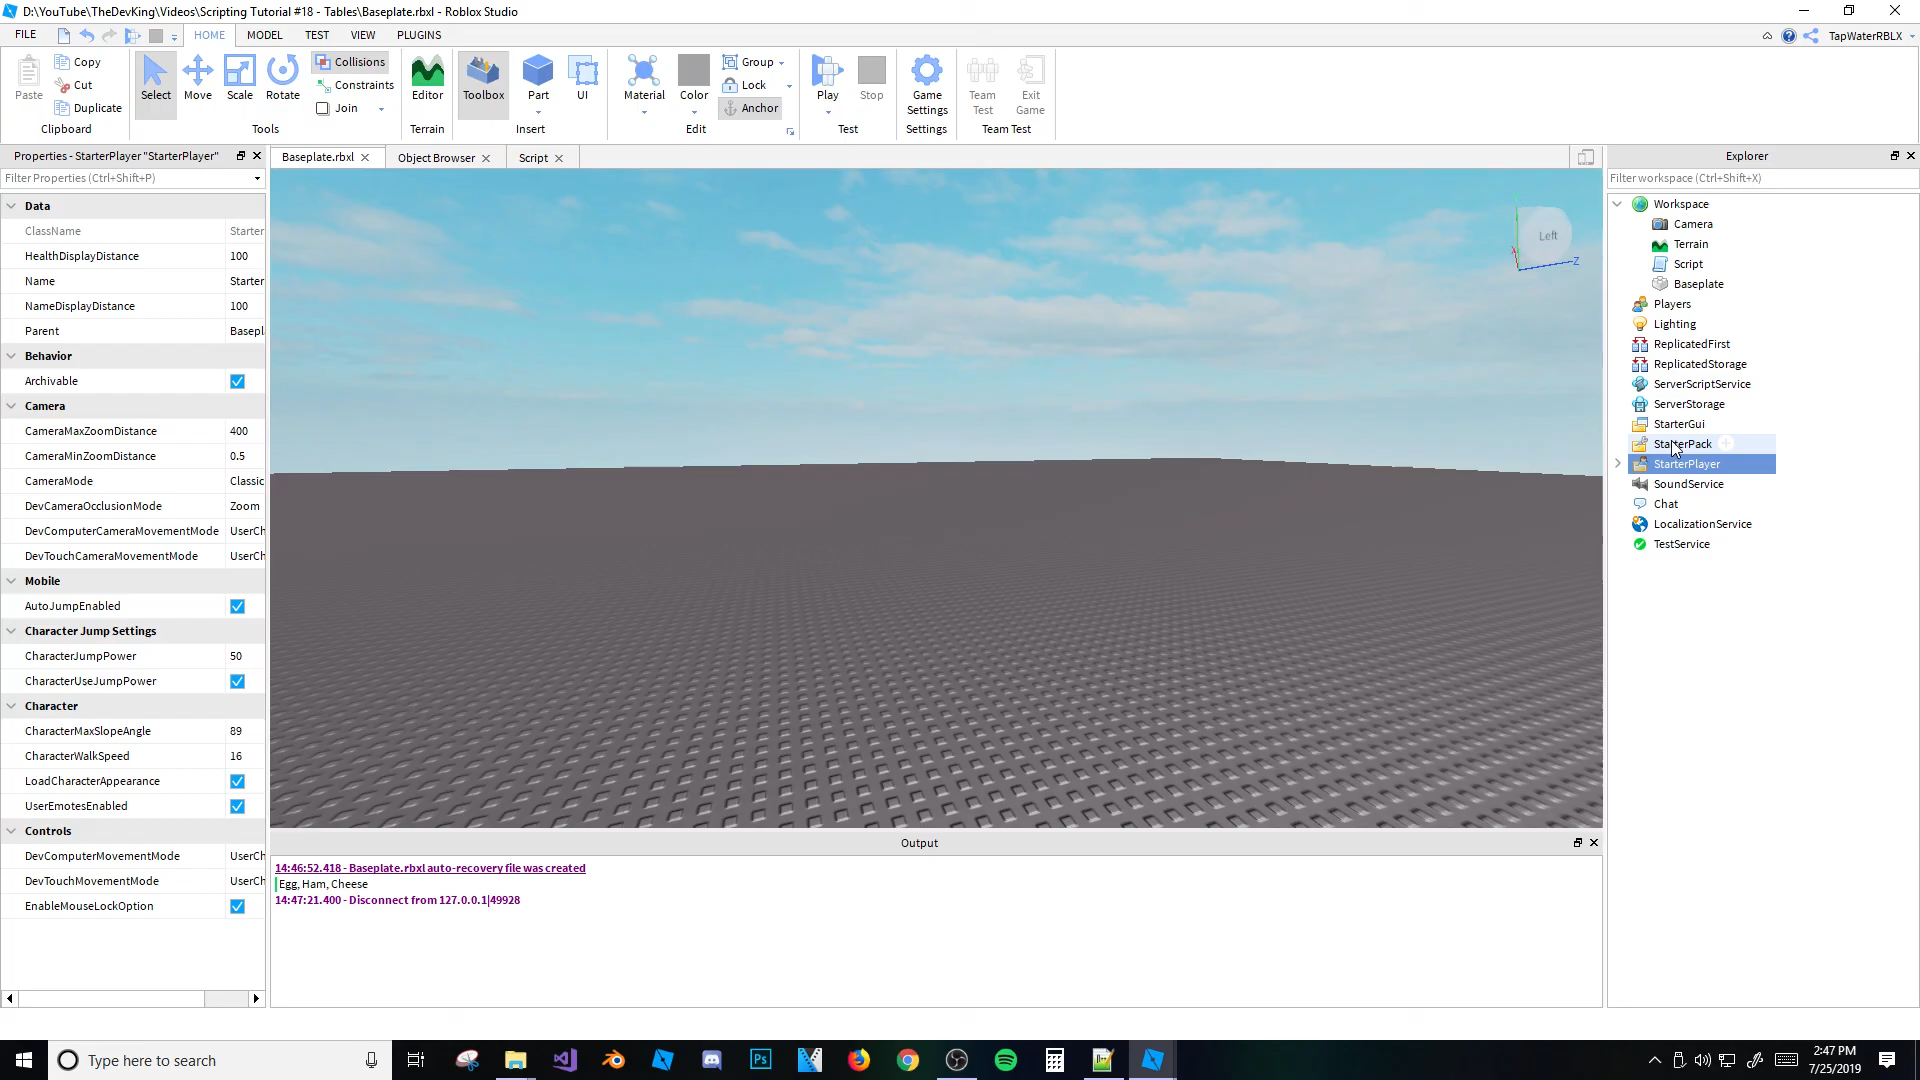 D:\YouTube\TheDevKing\Videos\Scripting Tutorial #18 - Tables\Baseplate.rbxl - Roblox Studio
FILE HOME MODEL TEST VIEW PLUGINS TapWaterRBLX
Paste Copy Cut Duplicate Clipboard
Select Move Scale Rotate Collisions Constraints Join Tools
Editor Terrain
Toolbox Part UI Insert
Material Color Group Lock Anchor Edit
Play Stop Test
Game Settings Settings
Team Test Exit Game Team Test
Properties - StarterPlayer "StarterPlayer"
Filter Properties (Ctrl+Shift+P)
Data
ClassName Starter
HealthDisplayDistance 100
Name Starter
NameDisplayDistance 100
Parent Basepl
Behavior
Archivable
Camera
CameraMaxZoomDistance 400
CameraMinZoomDistance 0.5
CameraMode Classic
DevCameraOcclusionMode Zoom
DevComputerCameraMovementMode UserCh
DevTouchCameraMovementMode UserCh
Mobile
AutoJumpEnabled
Character Jump Settings
CharacterJumpPower 50
CharacterUseJumpPower
Character
CharacterMaxSlopeAngle 89
CharacterWalkSpeed 16
LoadCharacterAppearance
UserEmotesEnabled
Controls
DevComputerMovementMode UserCh
DevTouchMovementMode UserCh
EnableMouseLockOption
Baseplate.rbxl Object Browser Script
Left
Z
Output
14:46:52.418 - Baseplate.rbxl auto-recovery file was created
Egg, Ham, Cheese
14:47:21.400 - Disconnect from 127.0.0.1|49928
Explorer
Filter workspace (Ctrl+Shift+X)
Workspace
Camera
Terrain
Script
Baseplate
Players
Lighting
ReplicatedFirst
ReplicatedStorage
ServerScriptService
ServerStorage
StarterGui
StarterPack
StarterPlayer
SoundService
Chat
LocalizationService
TestService
Type here to search
Ps
2:47 PM
7/25/2019